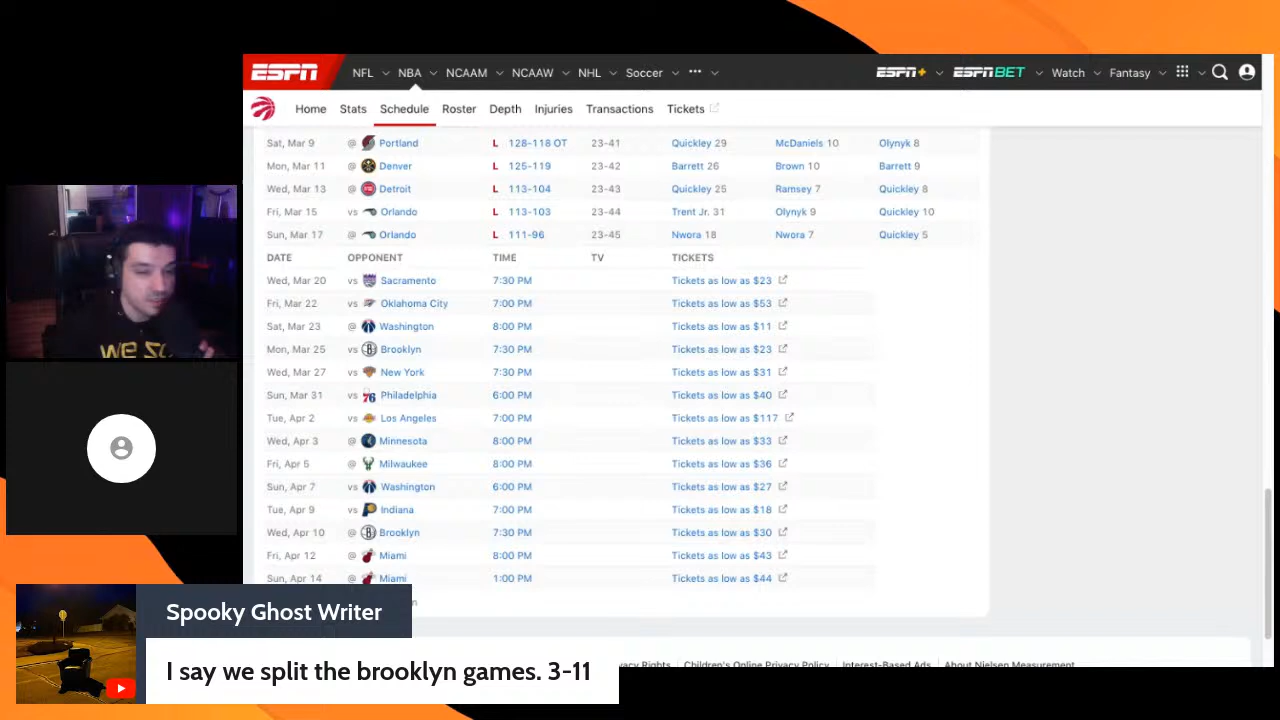 ESPN NFL NBA NCAAM NCAAW NHL Soccer ESPN+ ESPN BET Watch Fantasy
Home Stats Schedule Roster Depth Injuries Transactions Tickets
Sat, Mar 9 @ Portland L 128-118 OT 23-41 Quickley 29 McDaniels 10 Olynyk 8
Mon, Mar 11 @ Denver L 125-119 23-42 Barrett 26 Brown 10 Barrett 9
Wed, Mar 13 @ Detroit L 113-104 23-43 Quickley 25 Ramsey 7 Quickley 8
Fri, Mar 15 vs Orlando L 113-103 23-44 Trent Jr. 31 Olynyk 9 Quickley 10
Sun, Mar 17 @ Orlando L 111-96 23-45 Nwora 18 Nwora 7 Quickley 5
DATE OPPONENT TIME TV TICKETS
Wed, Mar 20 vs Sacramento 7:30 PM Tickets as low as $23
Fri, Mar 22 vs Oklahoma City 7:00 PM Tickets as low as $53
Sat, Mar 23 @ Washington 8:00 PM Tickets as low as $11
Mon, Mar 25 vs Brooklyn 7:30 PM Tickets as low as $23
Wed, Mar 27 vs New York 7:30 PM Tickets as low as $31
Sun, Mar 31 vs Philadelphia 6:00 PM Tickets as low as $40
Tue, Apr 2 vs Los Angeles 7:00 PM Tickets as low as $117
Wed, Apr 3 @ Minnesota 8:00 PM Tickets as low as $33
Fri, Apr 5 @ Milwaukee 8:00 PM Tickets as low as $36
Sun, Apr 7 vs Washington 6:00 PM Tickets as low as $27
Tue, Apr 9 vs Indiana 7:00 PM Tickets as low as $18
Wed, Apr 10 @ Brooklyn 7:30 PM Tickets as low as $30
Fri, Apr 12 @ Miami 8:00 PM Tickets as low as $43
Sun, Apr 14 @ Miami 1:00 PM Tickets as low as $44
Rights Children's Online Privacy Policy Interest-Based Ads About Nielsen Measurement
WE
Spooky Ghost Writer
I say we split the brooklyn games. 3-11